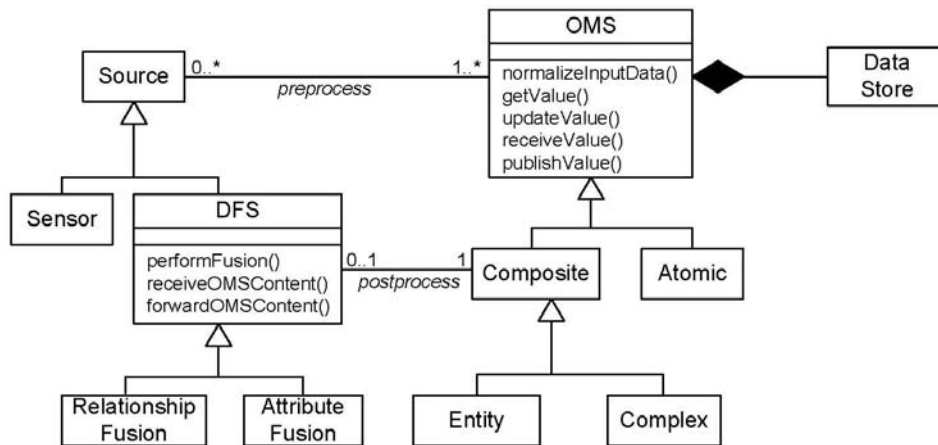 OMS
Source
0..*
1..*
preprocess
normalizeInputData()
getValue()
updateValue()
receiveValue()
publishValue()
Data
Store
Sensor
DFS
performFusion()
receiveOMSContent()
forwardOMSContent()
0..1
1
postprocess
Composite
Atomic
Relationship
Fusion
Attribute
Fusion
Entity
Complex